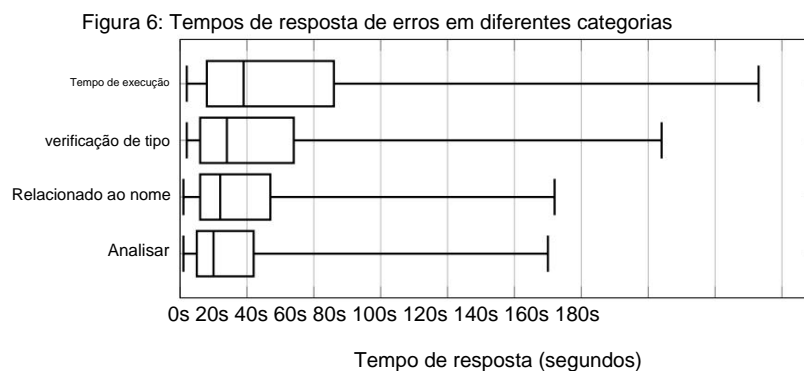 Figura 6: Tempos de resposta de erros em diferentes categorias
Tempo de execução
verificação de tipo
Relacionado ao nome
Analisar
0s 20s 40s 60s 80s 100s 120s 140s 160s 180s
Tempo de resposta (segundos)